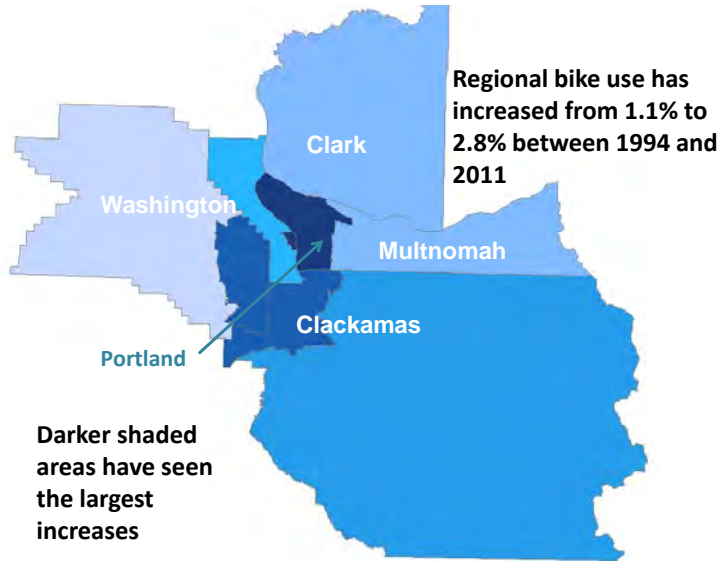 Regional bike use has
increased from 1.1% to
2.8% between 1994 and
2011
Clark
Washington
Multnomah
Clackamas
Portland
Darker shaded
areas have seen
the largest
increases